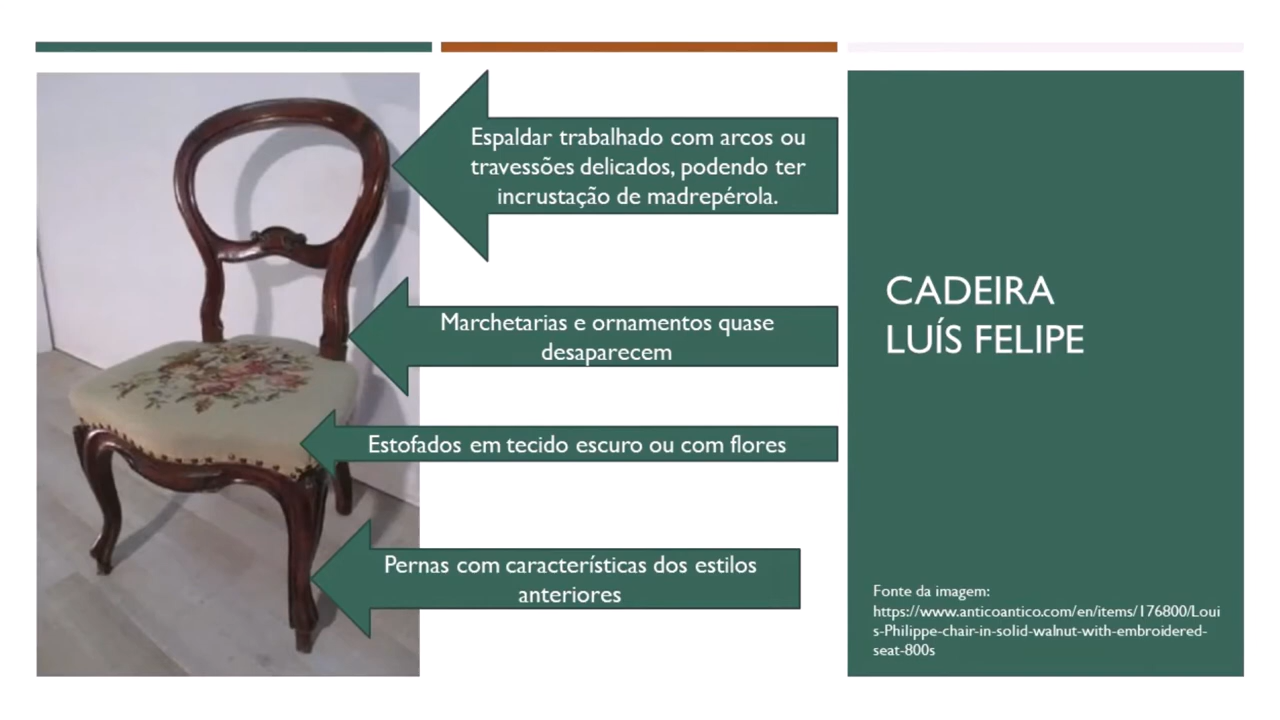 Espaldar trabalhado com arcos ou
travessões delicados, podendo ter
incrustação de madrepérola.
Marchetarias e ornamentos quase
desaparecem
Estofados em tecido escuro ou com flores
Pernas com características dos estilos
anteriores
CADEIRA
LUÍS FELIPE
Fonte da imagem:
https://www.anticoantico.com/en/items/176800/Loui
s-Philippe-chair-in-solid-walnut-with-embroidered-
seat-800s